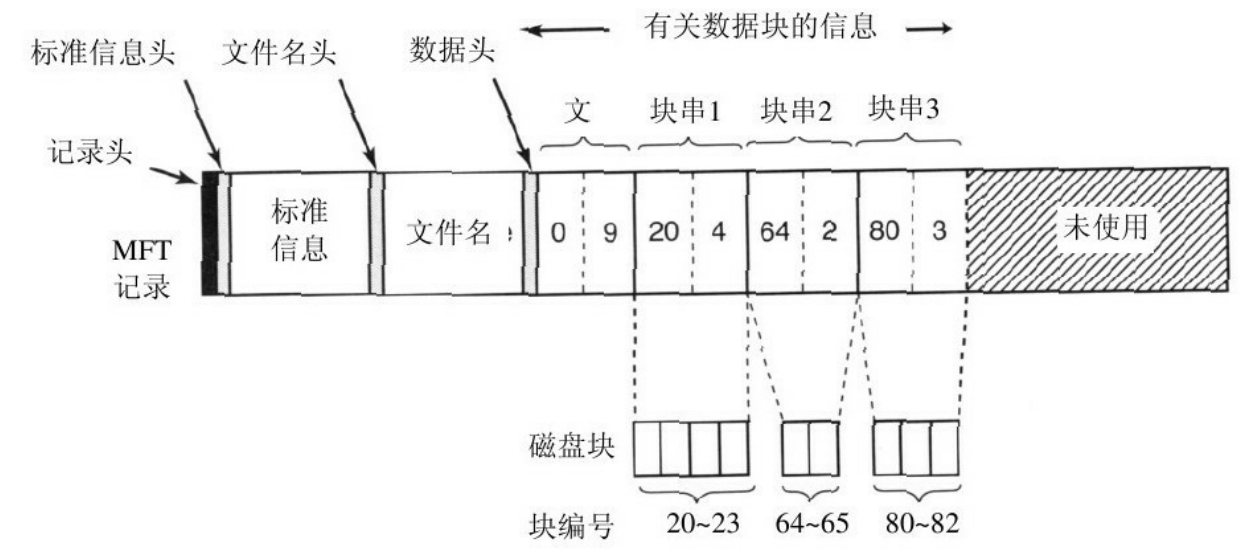 有关数据块的信息
标准信息头 文件名头 数据头
文 块串1 块串2 块串3
记录头
标准
信息
文件名
0 9 20 4 64 2 80 3
未使用
MFT
记录
磁盘块
块编号 20~23 64~65 80~82